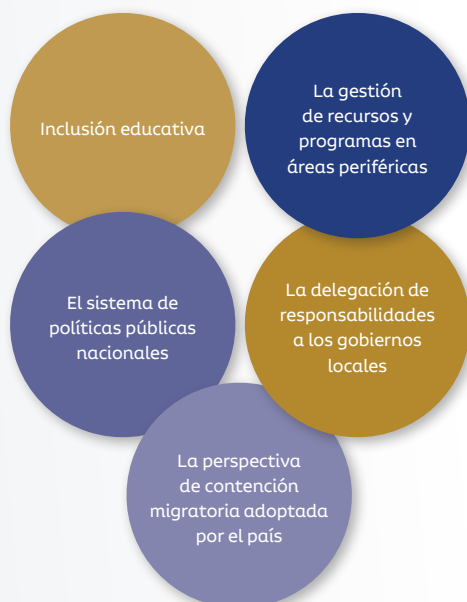 Inclusión educativa
La gestión
de recursos y
programas en
áreas periféricas
El sistema de
políticas públicas
nacionales
La delegación de
responsabilidades
a los gobiernos
locales
La perspectiva
de contención
migratoria adoptada
por el país